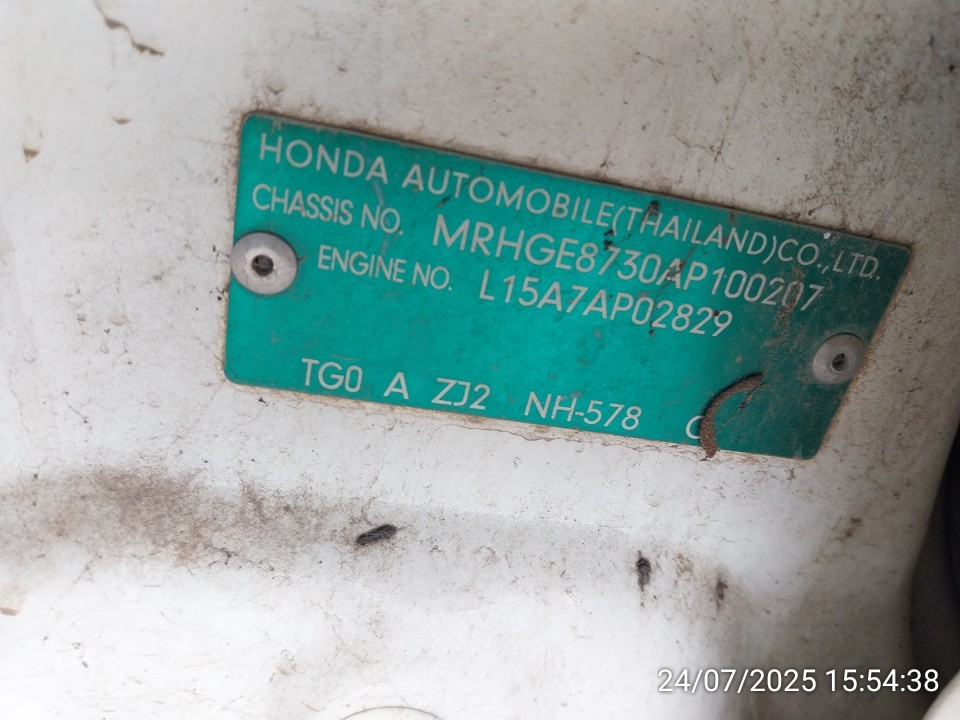 HONDA AUTOMOBILE(THAILAND)CO.,LTD.
CHASSIS NO. MRHGE8730AP100207
ENGINE NO. L15A7AP02829
TG0 A ZJ2 NH-578
24/07/2025 15:54:38